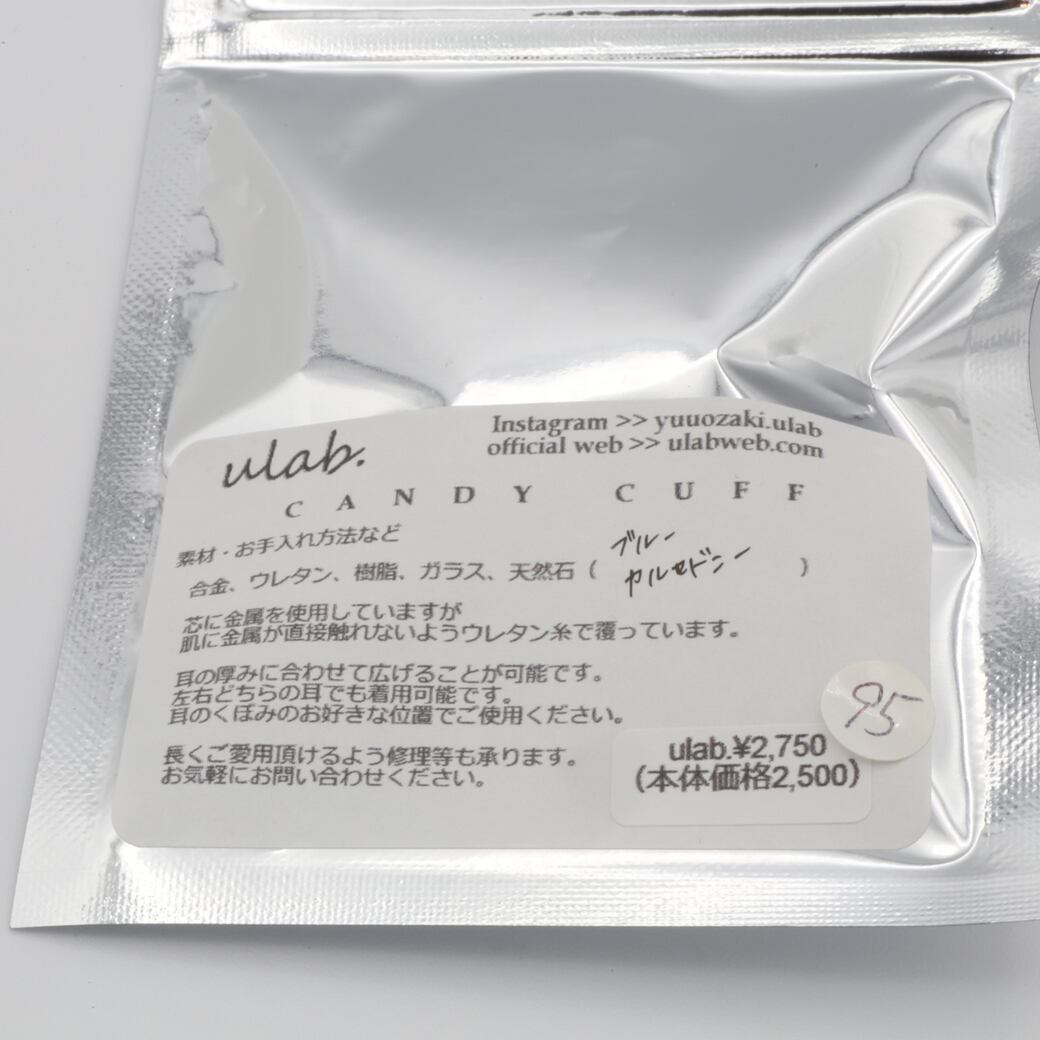 ulab.
Instagram >> yuuozaki.ulab
official web >> ulabweb.com
CANDY CUFF
素材・お手入れ方法など
合金、ウレタン、樹脂、ガラス、天然石（ ブルー
カルセドニー ）
芯に金属を使用していますが
肌に金属が直接触れないようウレタン糸で覆っています。
耳の厚みに合わせて広げることが可能です。
左右どちらの耳でも着用可能です。
耳のくぼみのお好きな位置でご使用ください。
長くご愛用頂けるよう修理等も承ります。
お気軽にお問い合わせください。
95
ulab.¥2,750
(本体価格2,500)